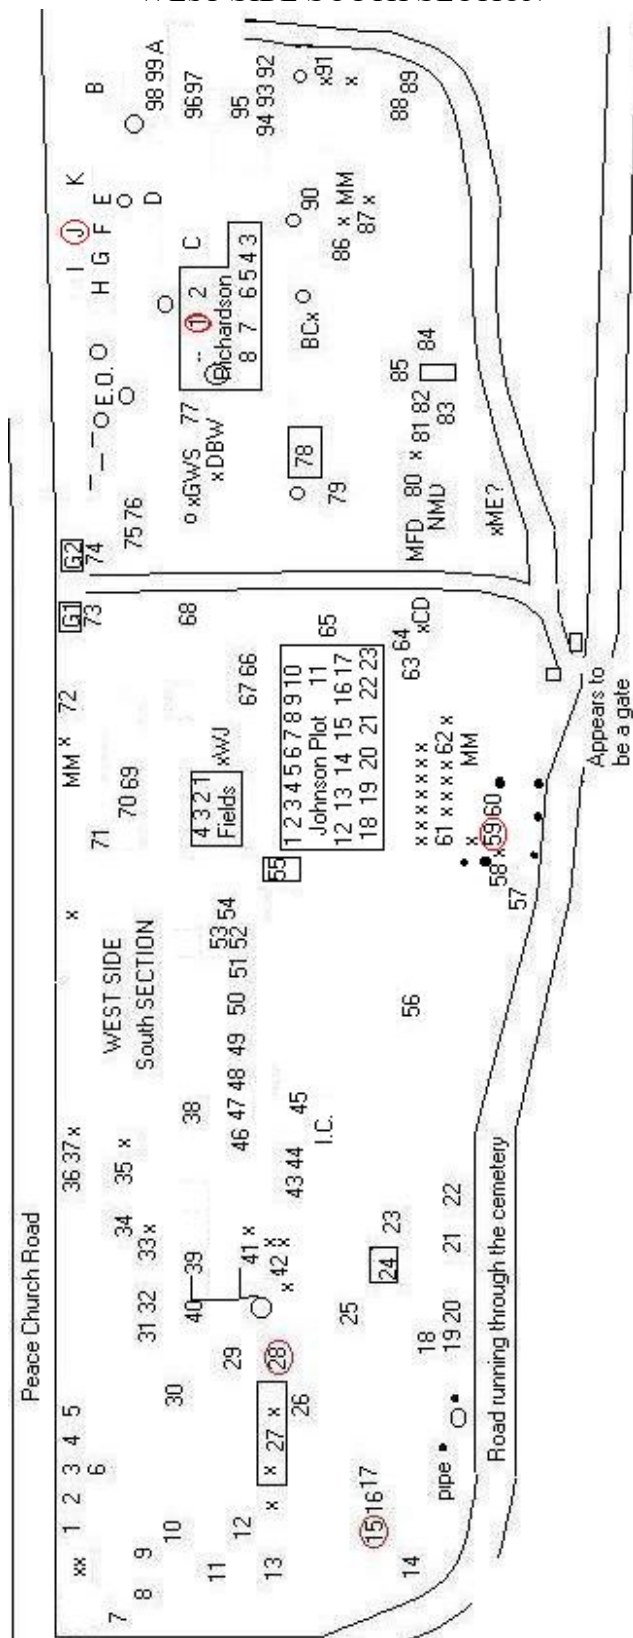 WEST SIDE SOUTH SECTION
Peace Church Road
xx 1 2 3 4 5
6
7
8 9
10
11
12
13
14
15 16 17
x x 27 x
26
28
29
30
31 32
33 x
34
35 x
36 37 x
38
39
40
41 x
x 42 x
x
25
24
23
18
19 20
21 22
pipe
Road running through the cemetery
43 44
45
I.C.
46 47 48 49 50 51 52
53 54
WEST SIDE
South SECTION
x
55
56
57
58 x 59 60
x
61 x x x x 62 x
x x x x x x x x
MM
63
64
xCD
65
67 66
68
4 3 2 1
Fields
xWJ
1 2 3 4 5 6 7 8 9 10
Johnson Plot 11
12 13 14 15 16 17
18 19 20 21 22 23
71
70 69
MM x 72
G1
73
G2
74
75 76
E.O.
xGWS 77
xDBW
78
79
MFD 80 x 81 82
NMD
83
84
85
xME?
Appears to
be a gate
1 2
Richardson
8 7 6 5 4 3
C
BCx
H G F E
I J K
D
B
98 99 A
96 97
95
94 93 92
x91
x
90
86 x MM
87 x
88
89